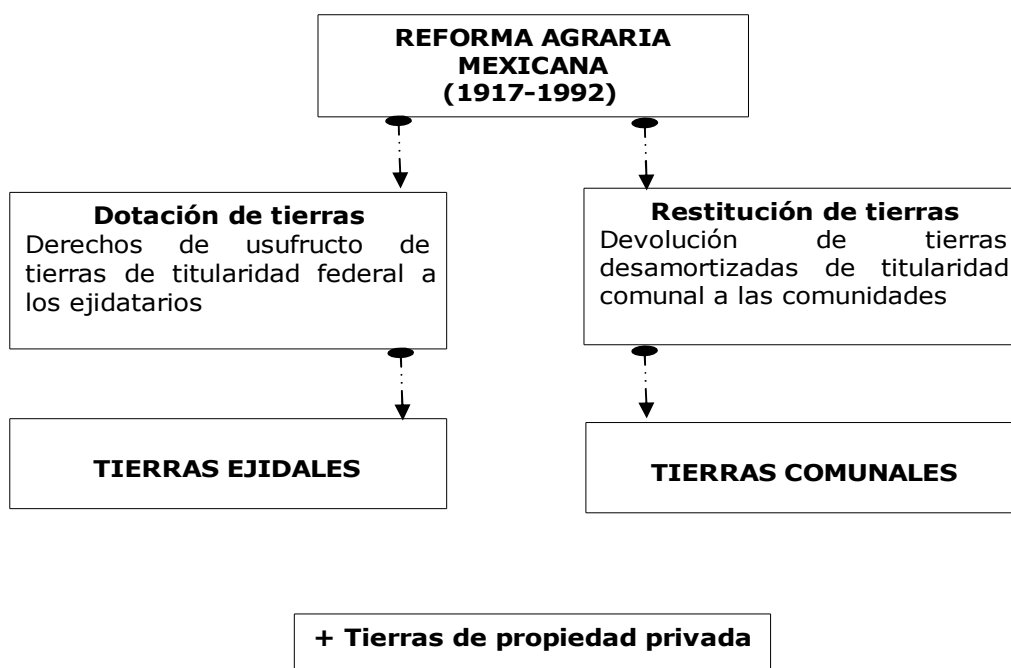 REFORMA AGRARIA
MEXICANA
(1917-1992)
Dotación de tierras
Derechos de usufructo de
tierras de titularidad federal a
los ejidatarios
Restitución de tierras
Devolución de tierras
desamortizadas de titularidad
comunal a las comunidades
TIERRAS EJIDALES
TIERRAS COMUNALES
+ Tierras de propiedad privada